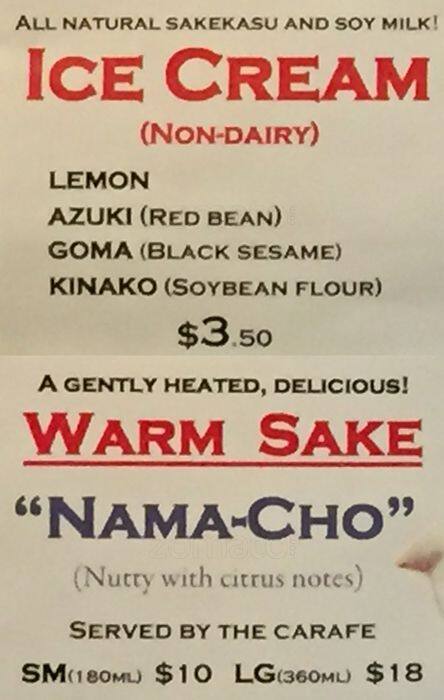 ALL NATURAL SAKEKASU AND SOY MILK!
ICE CREAM
(NON-DAIRY)
LEMON
AZUKI (RED BEAN)
GOMA (BLACK SESAME)
KINAKO (SOYBEAN FLOUR)
$3.50
A GENTLY HEATED, DELICIOUS!
WARM SAKE
“NAMA-CHO”
zomato
(Nutty with citrus notes)
SERVED BY THE CARAFE
SM(180ML) $10 LG(360ML) $18